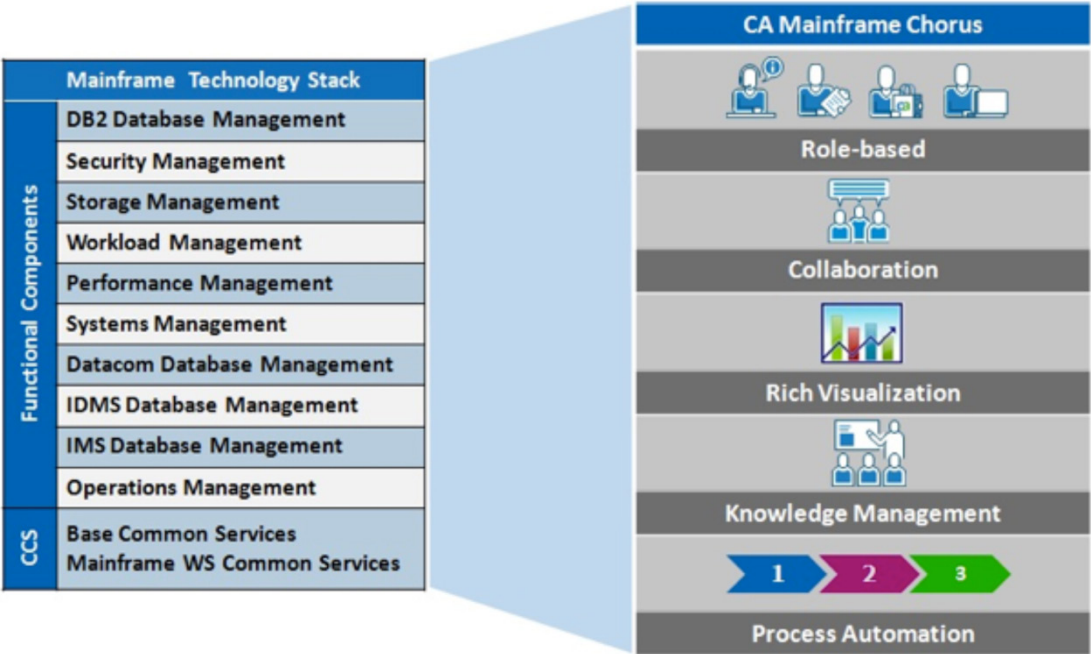 Mainframe Technology Stack
Functional Components
DB2 Database Management
Security Management
Storage Management
Workload Management
Performance Management
Systems Management
Datacom Database Management
IDMS Database Management
IMS Database Management
Operations Management
CCS
Base Common Services
Mainframe WS Common Services
CA Mainframe Chorus
Role-based
Collaboration
Rich Visualization
Knowledge Management
1 2 3
Process Automation